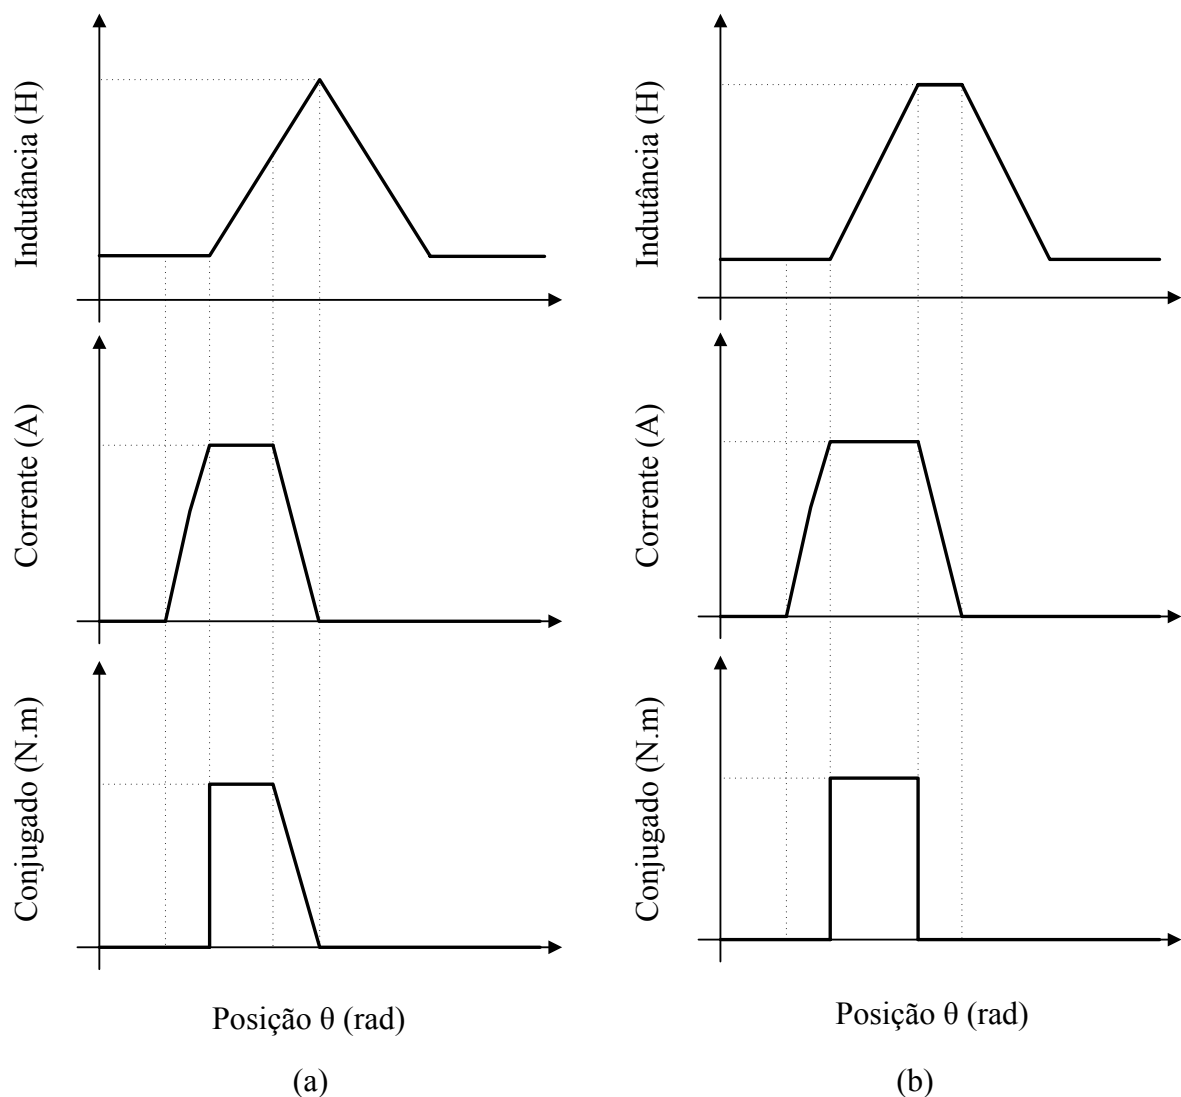 Indutância (H)
Corrente (A)
Conjugado (N.m)
Posição θ (rad)
(a)
Indutância (H)
Corrente (A)
Conjugado (N.m)
Posição θ (rad)
(b)